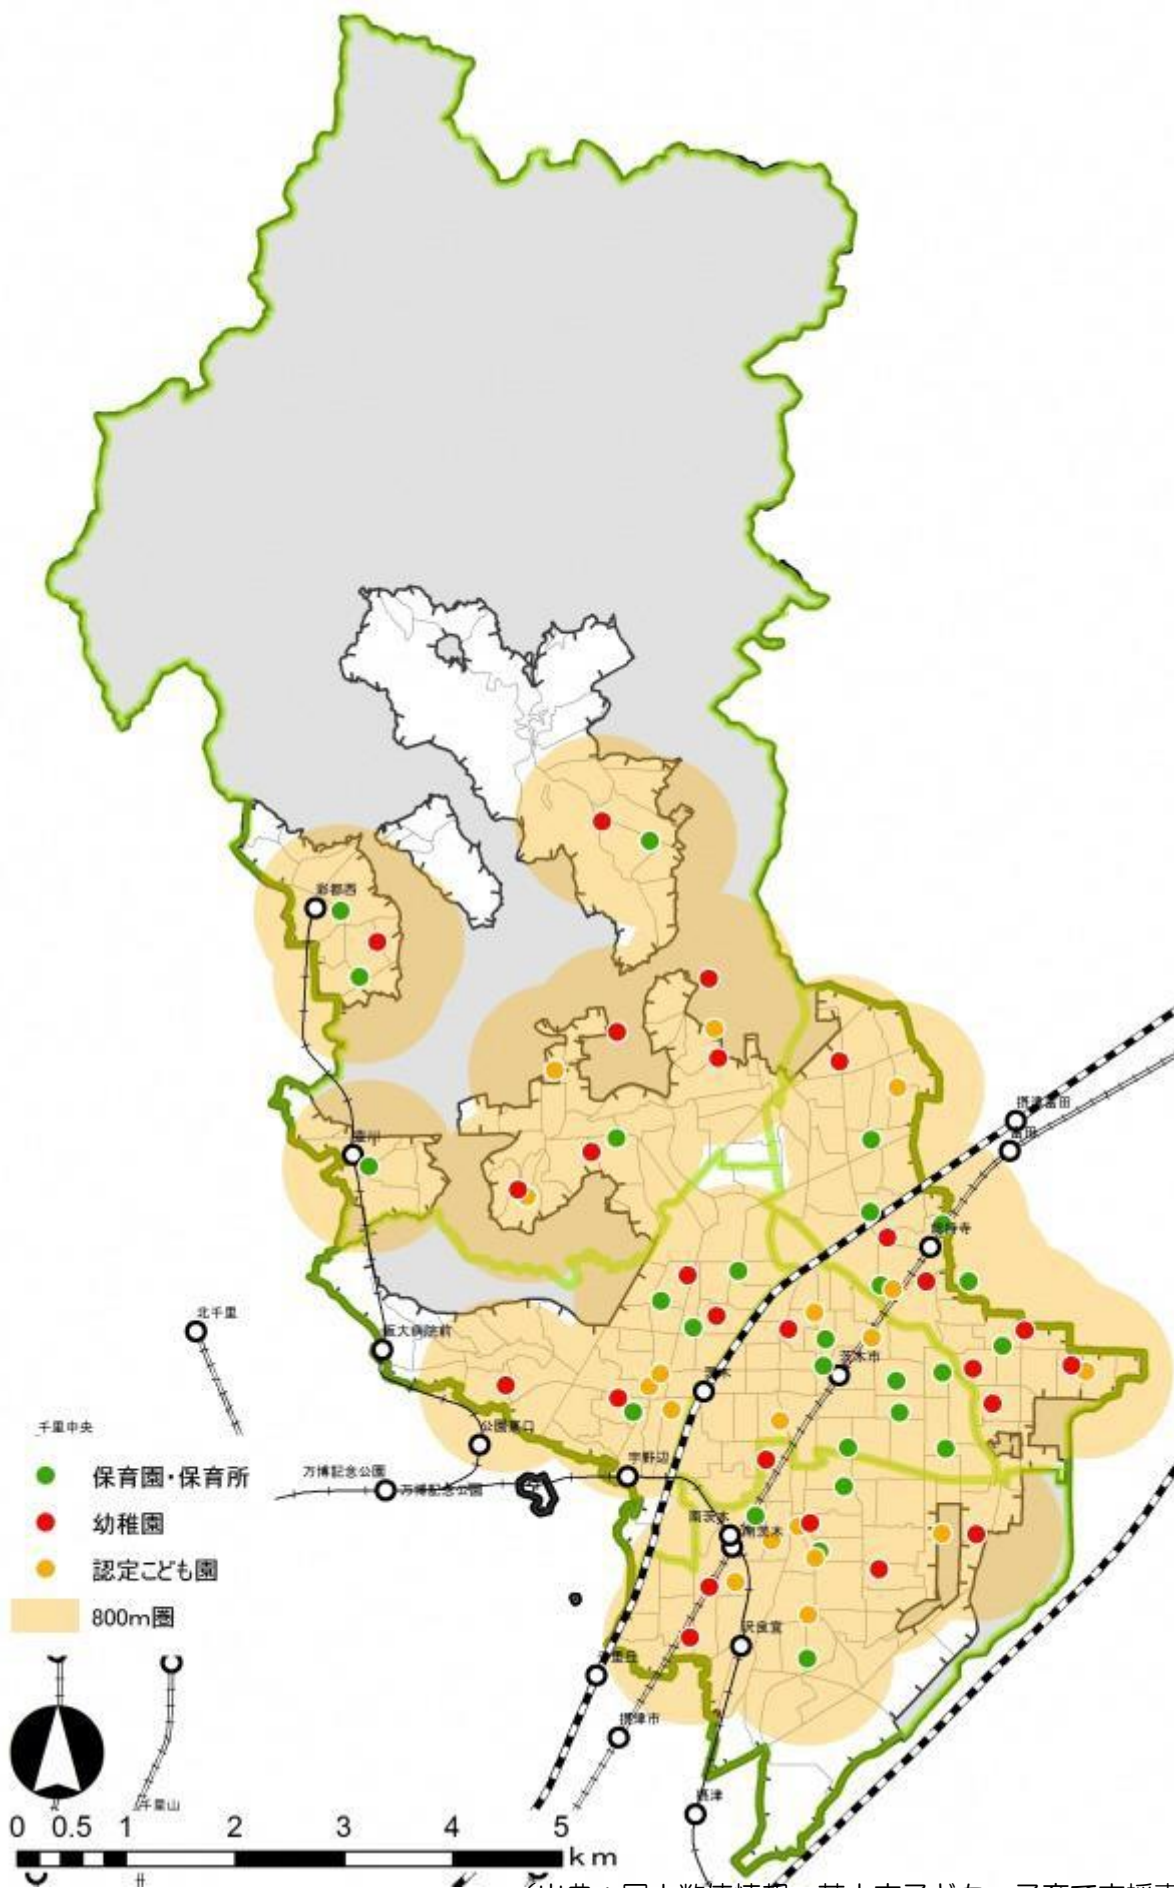 彩都西
豊川
摂津富田
富田
総持寺
北千里
阪大病院前
茨木市
茨木
千里中央
公園東口
保育園・保育所
万博記念公園
宇野辺
万博記念公園
幼稚園
南茨木
南茨木
認定こども園
800m圏
沢良宜
千里丘
摂津市
千里山
摂津
0 0.5 1 2 3 4 5
km